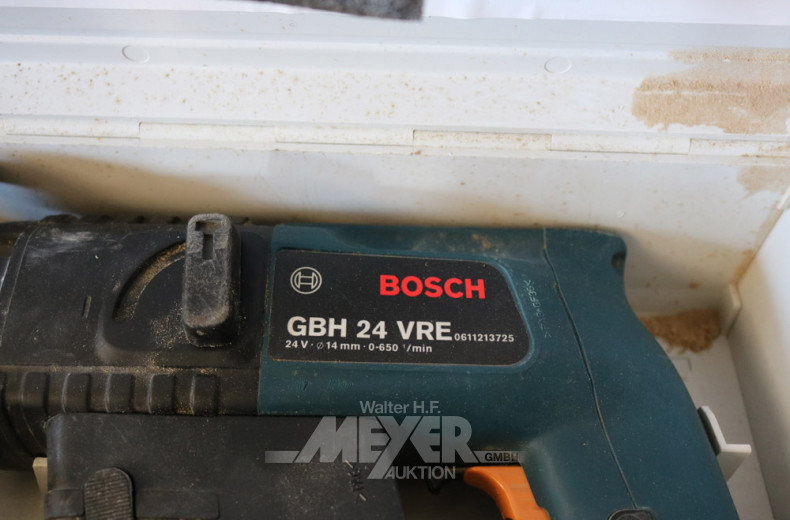 BOSCH
GBH 24 VRE 0611213725
24 V · ø 14 mm · 0-650 1/min
Walter H.F.
MEYER
GMBH
AUKTION